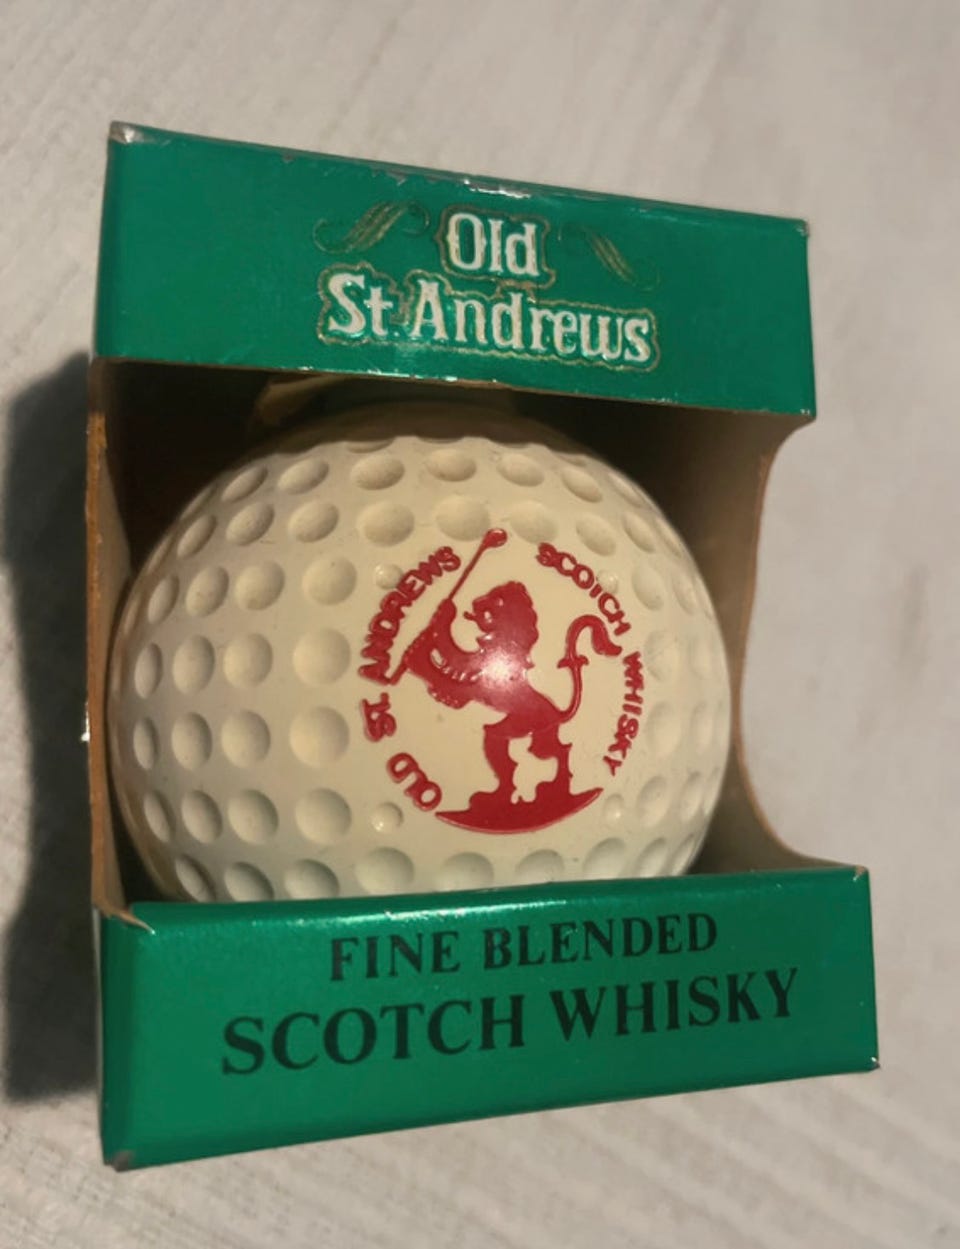 Old
St Andrews
OLD ST. ANDREWS
SCOTCH WHISKY
FINE BLENDED
SCOTCH WHISKY